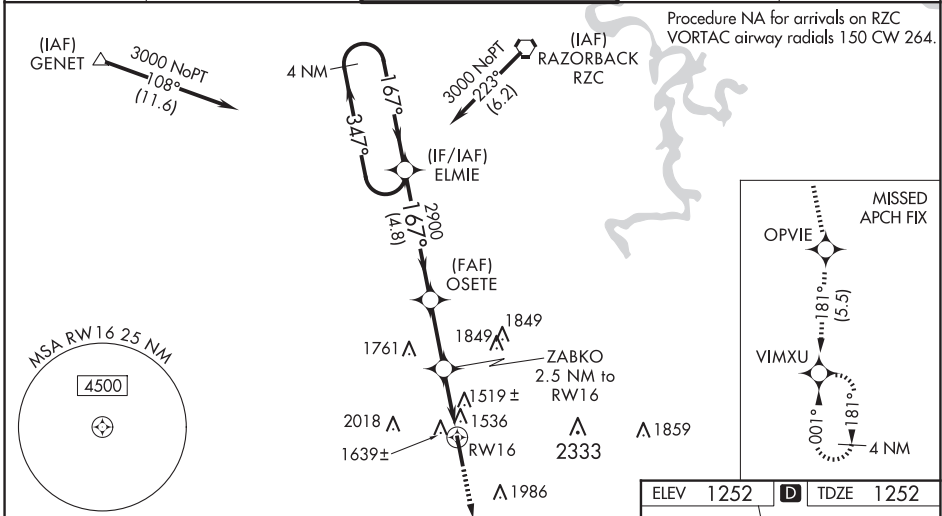 Procedure NA for arrivals on RZC
VORTAC airway radials 150 CW 264.
(IAF)
GENET
3000 NoPT
108°
(11.6)
4 NM
167°
347°
3000 NoPT
223°
(6.2)
(IAF)
RAZORBACK
RZC
(IF/IAF)
ELMIE
2900
167°
(4.8)
(FAF)
OSETE
MISSED
APCH FIX
OPVIE
181°
(5.5)
VIMXU
001°
181°
4 NM
MSA RW16 25 NM
4500
1761
1849
1849
ZABKO
2.5 NM to
RW16
1519 ±
1536
2018
1639±
RW16
2333
1859
1986
ELEV 1252 D TDZE 1252